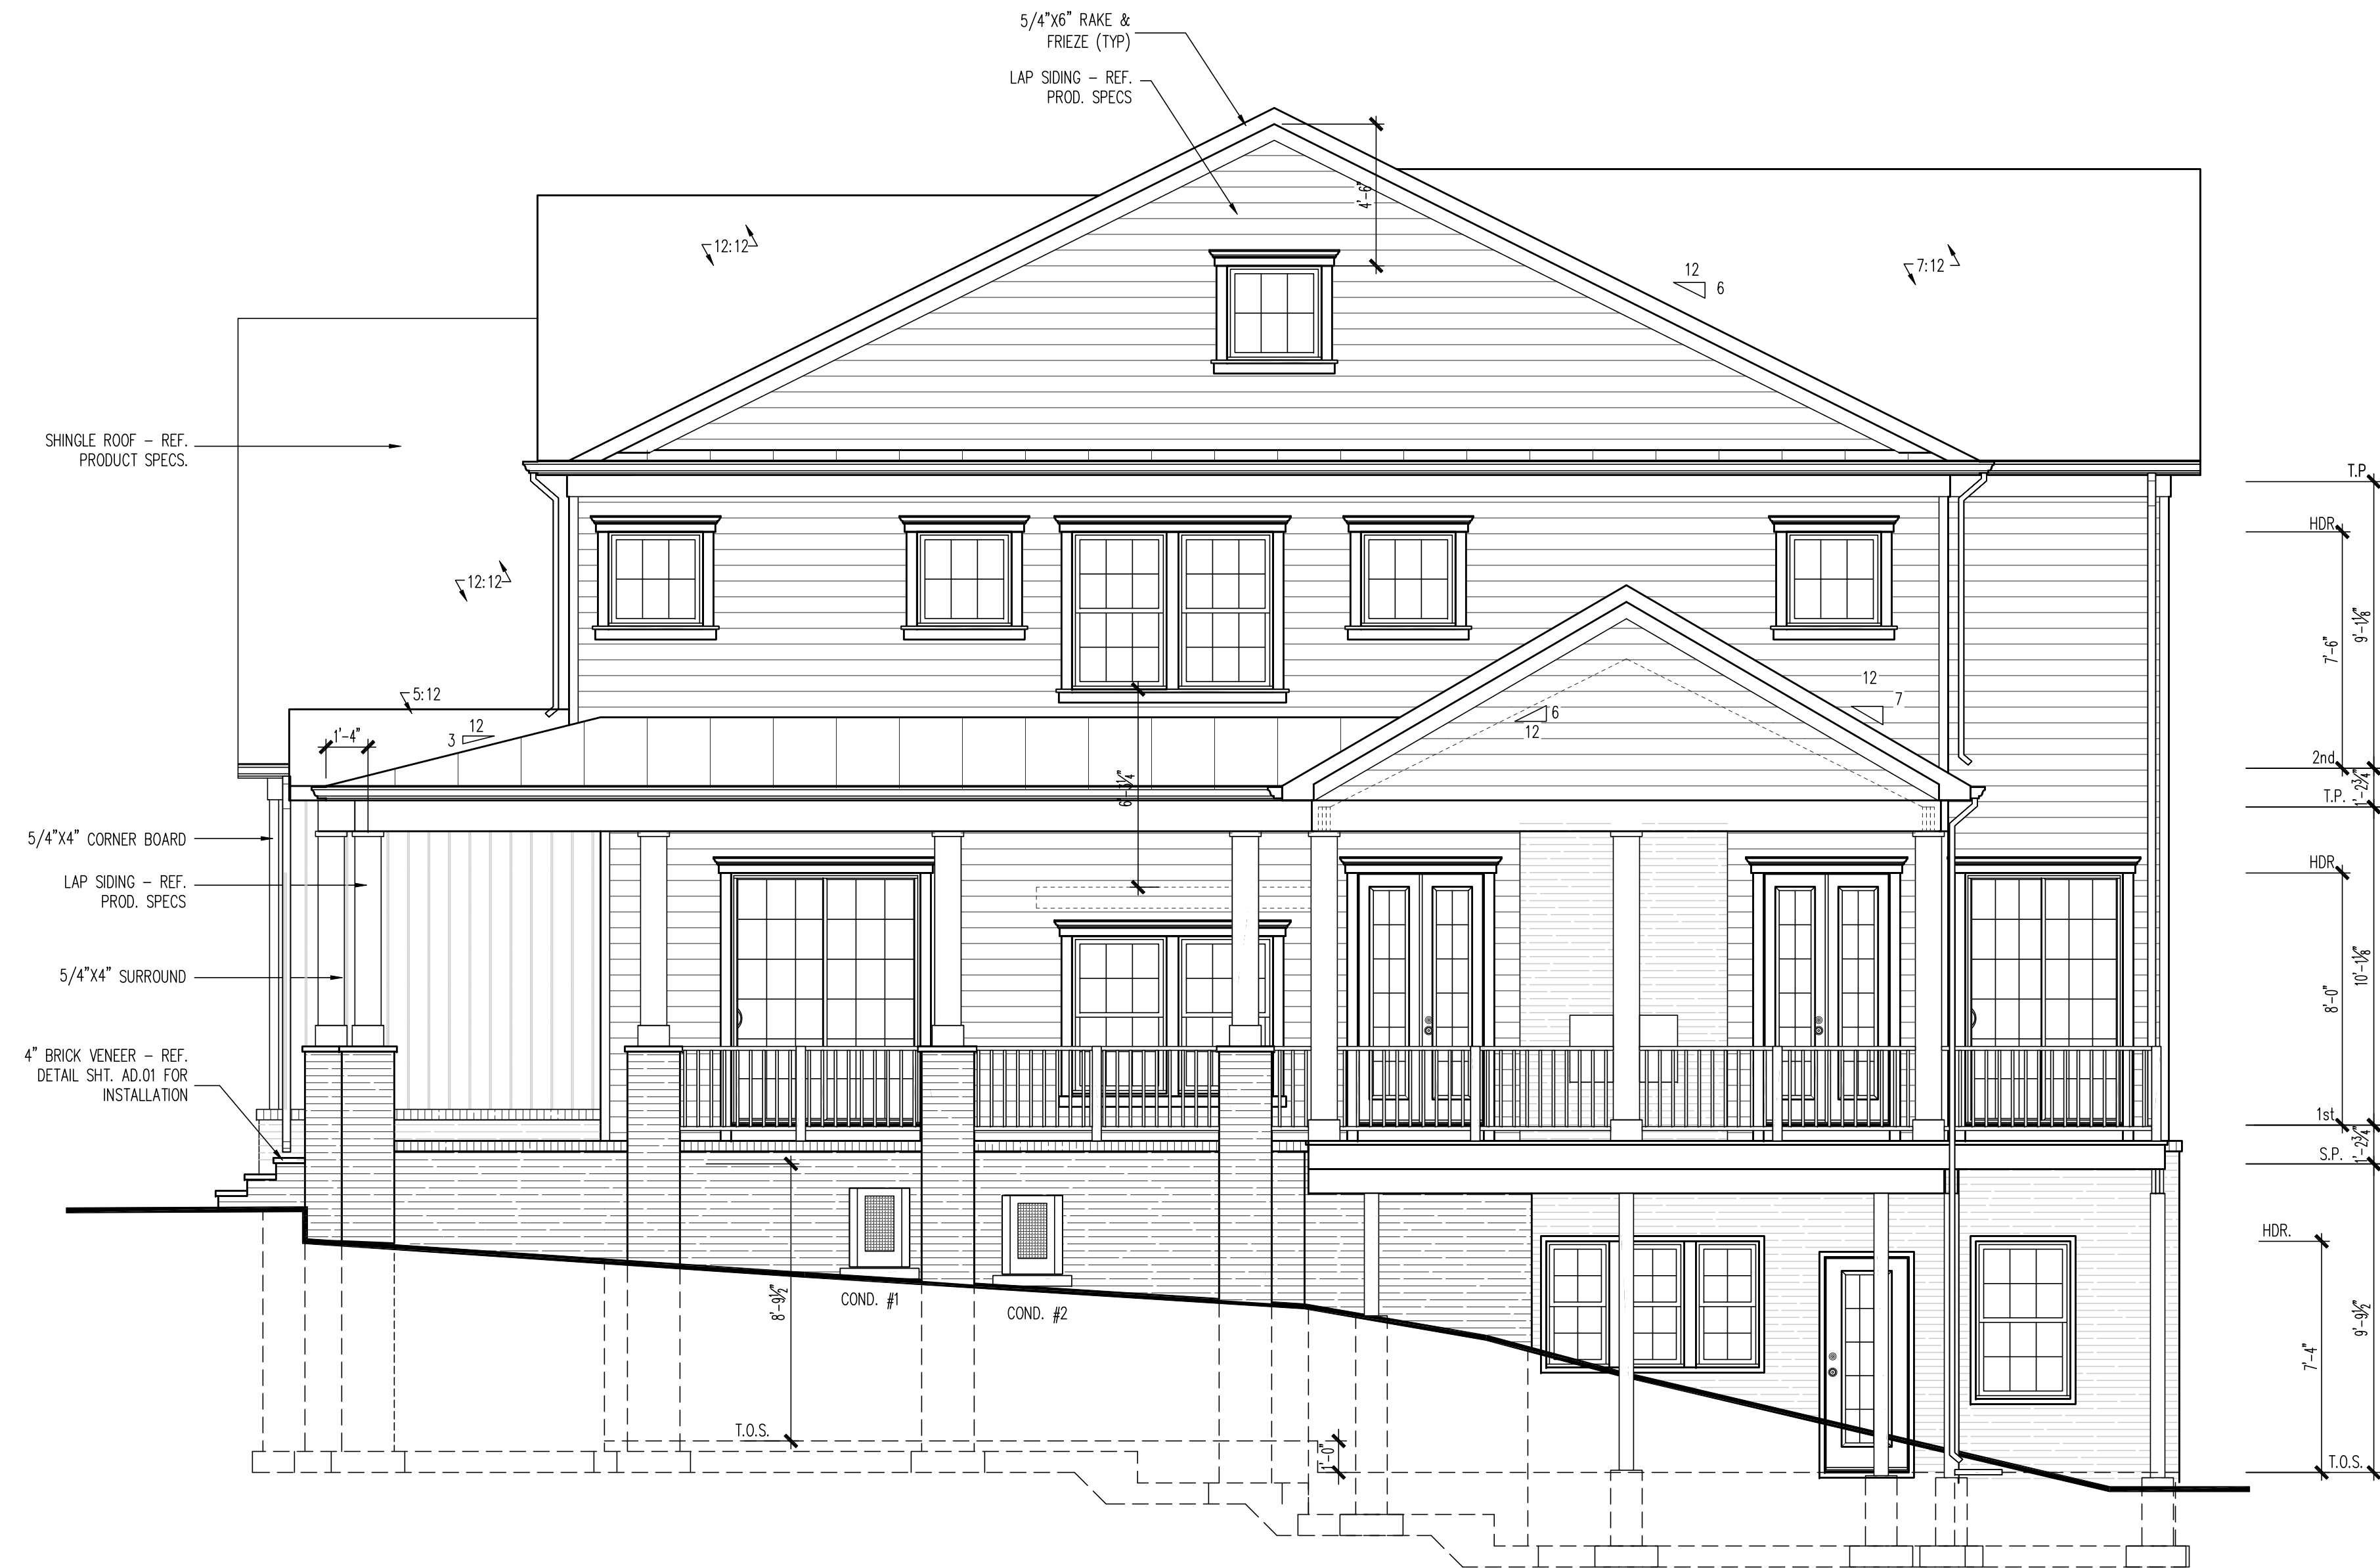 5/4"X6" RAKE &
FRIEZE (TYP)
LAP SIDING - REF.
PROD. SPECS
4'-6"
12:12
12
6
7:12
SHINGLE ROOF - REF.
PRODUCT SPECS.
T.P.
HDR.
12:12
9'-1⅛"
7'-6"
12
7
5:12
6
12
12
3
1'-4"
2nd
6'-3¼"
1'-2¾"
T.P.
5/4"X4" CORNER BOARD
HDR.
LAP SIDING - REF.
PROD. SPECS
5/4"X4" SURROUND
10'-1⅛"
8'-0"
4" BRICK VENEER - REF.
DETAIL SHT. AD.01 FOR
INSTALLATION
1st
1'-2¾"
S.P.
HDR.
COND. #1
COND. #2
8'-9½"
9'-9½"
7'-4"
T.O.S.
1'-0"
T.O.S.